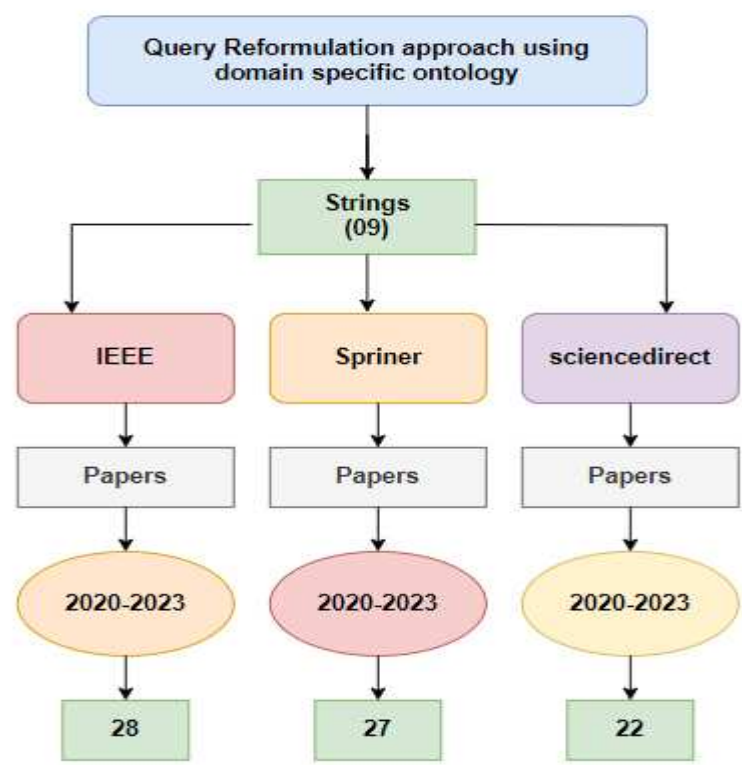 Query Reformulation approach using
domain specific ontology
Strings
(09)
IEEE
Spriner
sciencedirect
Papers
Papers
Papers
2020-2023
2020-2023
2020-2023
28
27
22